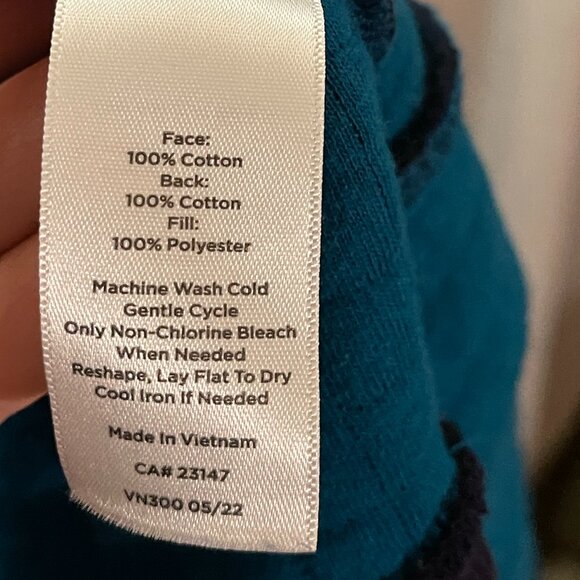 Face:
100% Cotton
Back:
100% Cotton
Fill:
100% Polyester
Machine Wash Cold
Gentle Cycle
Only Non-Chlorine Bleach
When Needed
Reshape, Lay Flat To Dry
Cool Iron If Needed
Made In Vietnam
CA# 23147
VN300 05/22